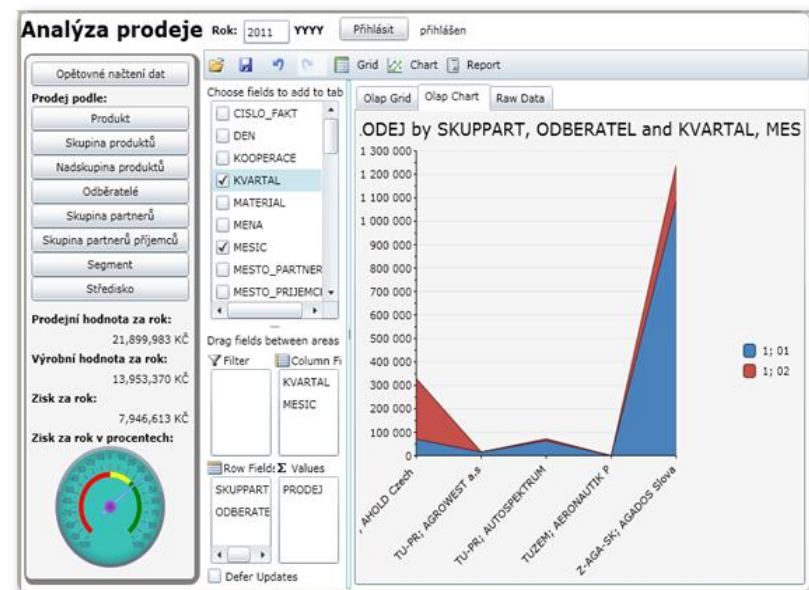 Analýza prodeje Rok: 2011 YYYY Přihlásit přihlášen
Opětovné načtení dat
Prodej podle:
Produkt
Skupina produktů
Nadskupina produktů
Odběratelé
Skupina partnerů
Skupina partnerů příjemců
Segment
Středisko
Prodejní hodnota za rok:
21,899,983 KČ
Výrobní hodnota za rok:
13,953,370 KČ
Zisk za rok:
7,946,613 KČ
Zisk za rok v procentech:
Grid Chart Report
Choose fields to add to tab
CISLO_FAKT
DEN
KOOPERACE
KVARTAL
MATERIAL
MENA
MESIC
MESTO_PARTNER
MESTO_PRIJEMCI
Drag fields between areas
Filter Column Fi
KVARTAL
MESIC
Row Fields Σ Values
SKUPPART PRODEJ
ODBERATE
Defer Updates
Olap Grid Olap Chart Raw Data
.ODEJ by SKUPPART, ODBERATEL and KVARTAL, MES
1 300 000
1 200 000
1 100 000
1 000 000
900 000
800 000
700 000
600 000
500 000
400 000
300 000
200 000
100 000
0
, AHOLD Czech
TU-PR; AGROWEST a,s
TU-PR; AUTOSPEKTRUM
TUZEM; AERONAUTIK P
Z-AGA-SK; AGADOS Slova
1; 01
1; 02